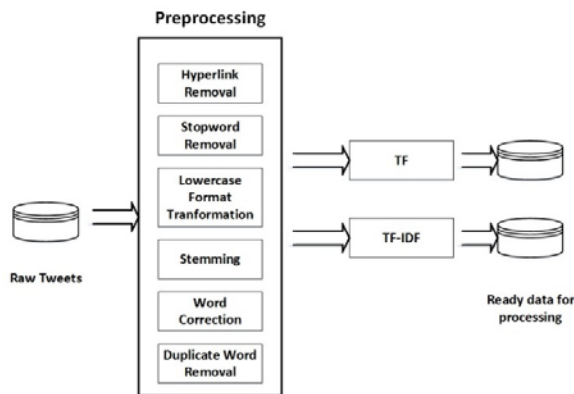 Preprocessing
Hyperlink
Removal
Stopword
Removal
Lowercase
Format
Tranformation
Stemming
Word
Correction
Duplicate Word
Removal
Raw Tweets
TF
TF-IDF
Ready data for
processing